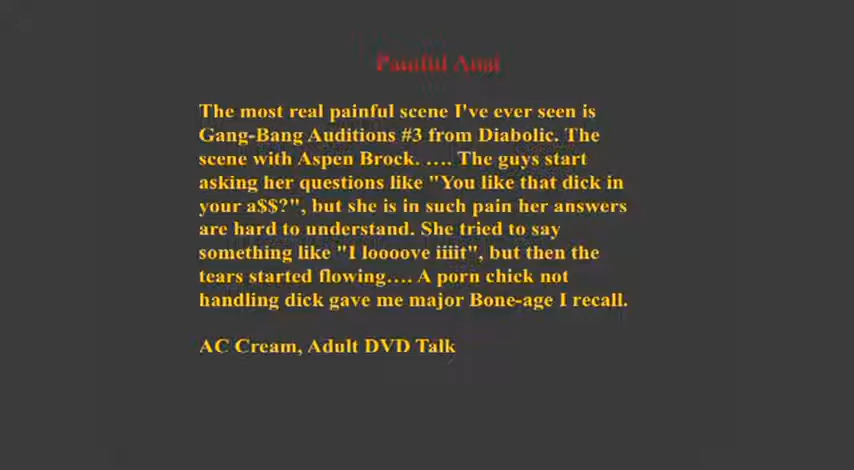 Painful Anal
The most real painful scene I've ever seen is
Gang-Bang Auditions #3 from Diabolic. The
scene with Aspen Brock. …. The guys start
asking her questions like "You like that dick in
your a$$?", but she is in such pain her answers
are hard to understand. She tried to say
something like "I loooove iiiit", but then the
tears started flowing…. A porn chick not
handling dick gave me major Bone-age I recall.
AC Cream, Adult DVD Talk